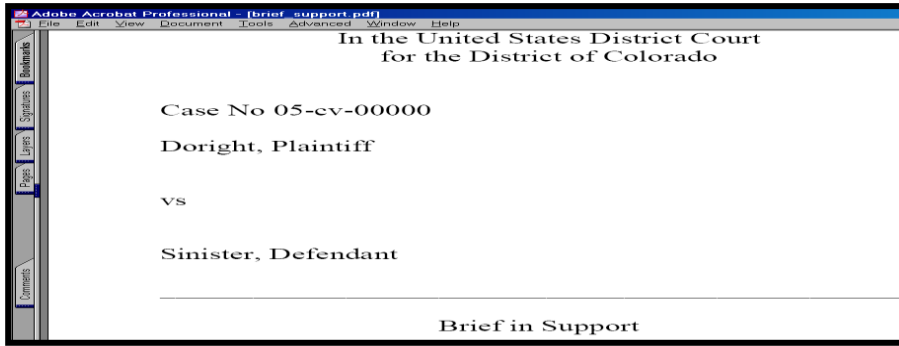 Adobe Acrobat Professional - [brief_support.pdf]
File Edit View Document Tools Advanced Window Help
Bookmarks
Signatures
Layers
Pages
Comments
In the United States District Court
for the District of Colorado
Case No 05-cv-00000
Doright, Plaintiff
vs
Sinister, Defendant
Brief in Support